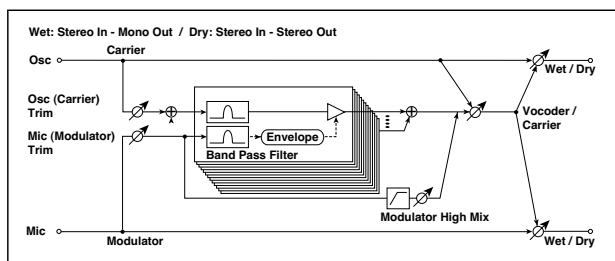 Wet: Stereo In - Mono Out / Dry: Stereo In - Stereo Out
Carrier
Osc
Wet / Dry
Osc (Carrier)
Trim
Mic (Modulator)
Trim
Envelope
Band Pass Filter
Vocoder /
Carrier
Modulator High Mix
Mic
Modulator
Wet / Dry